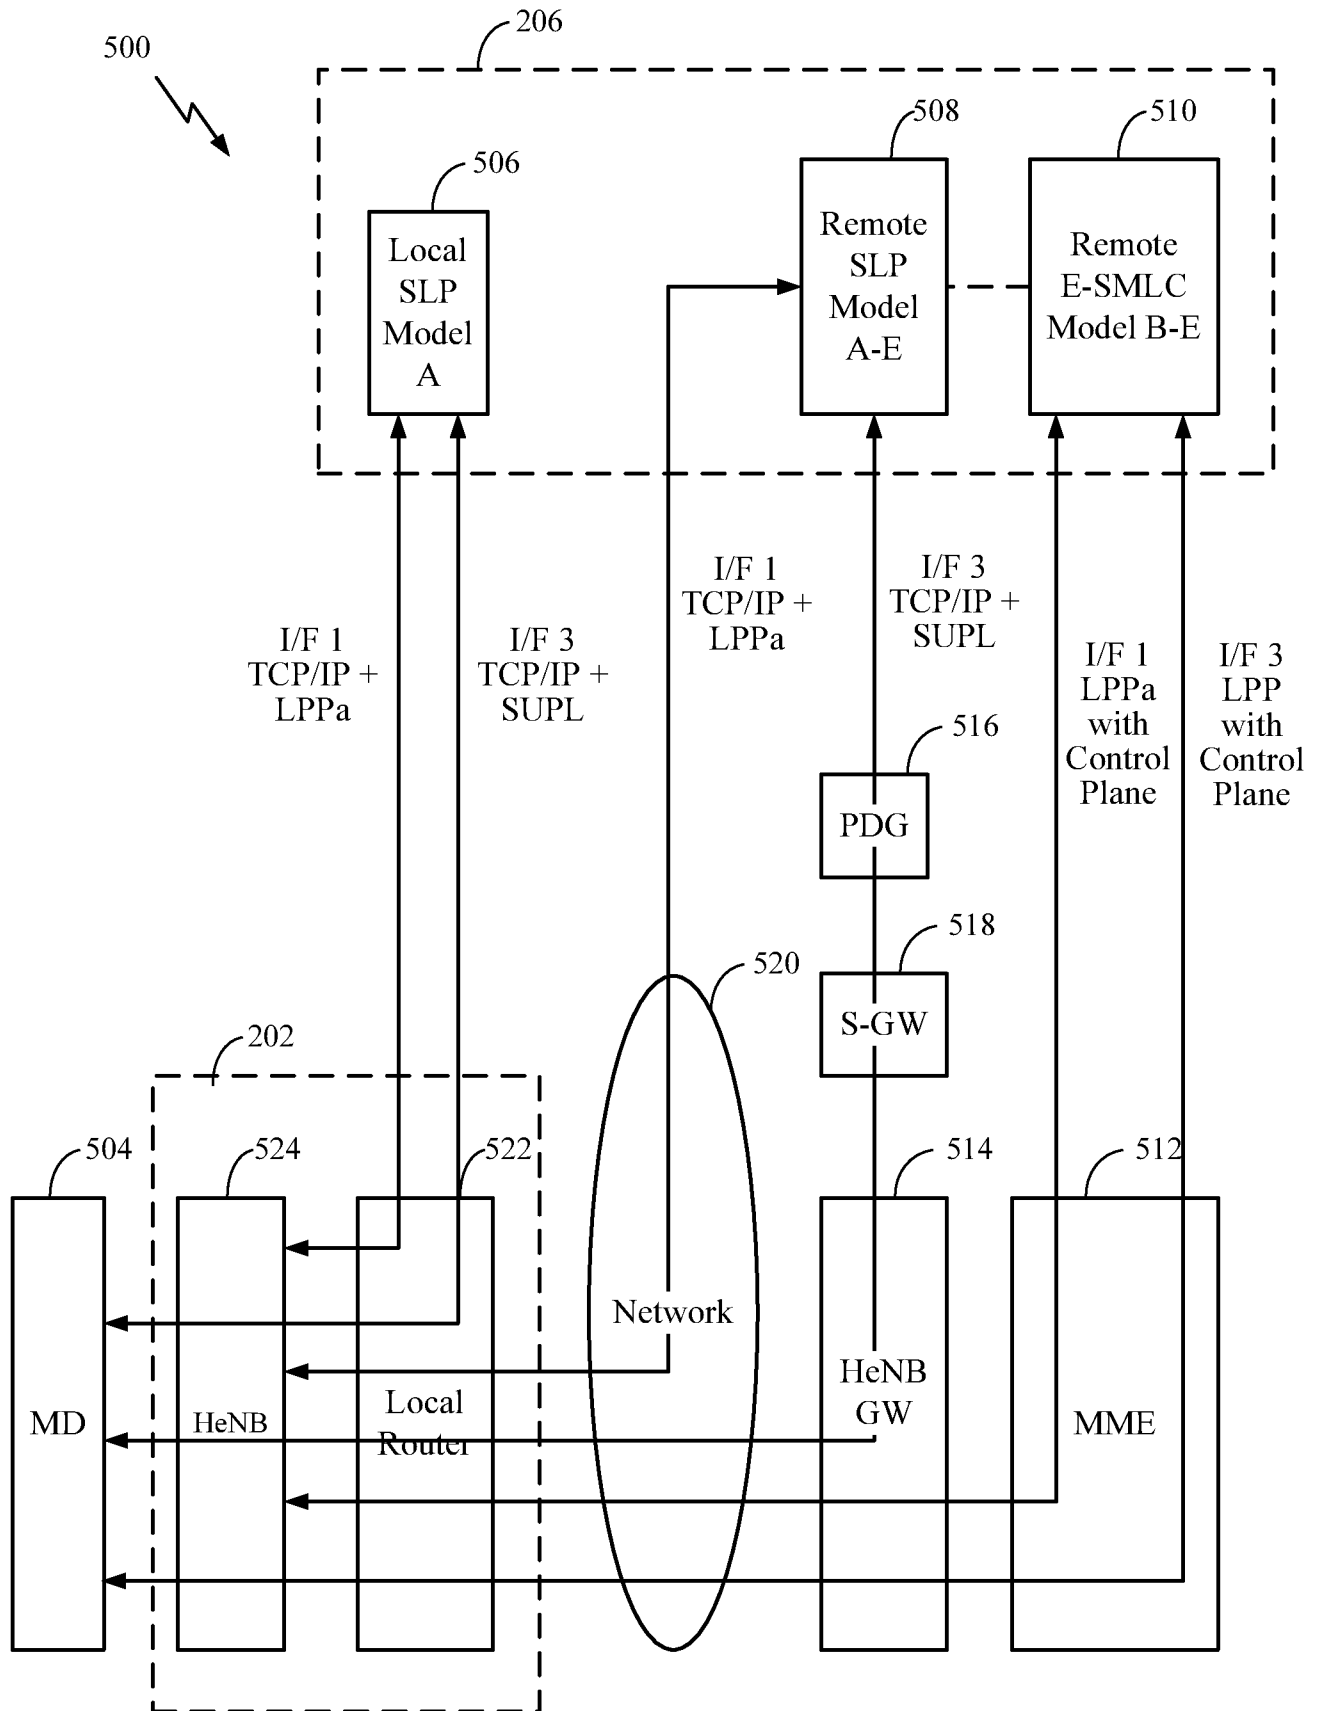 206
500
508
510
506
Local
SLP
Model
A
Remote
SLP
Model
A-E
Remote
E-SMLC
Model B-E
I/F 1
TCP/IP +
LPPa
I/F 3
TCP/IP +
SUPL
I/F 1
TCP/IP +
LPPa
I/F 3
TCP/IP +
SUPL
I/F 1
LPPa
with
Control
Plane
I/F 3
LPP
with
Control
Plane
516
PDG
518
S-GW
520
202
504
524
522
514
512
Network
MD
HeNB
Local
Router
HeNB
GW
MME